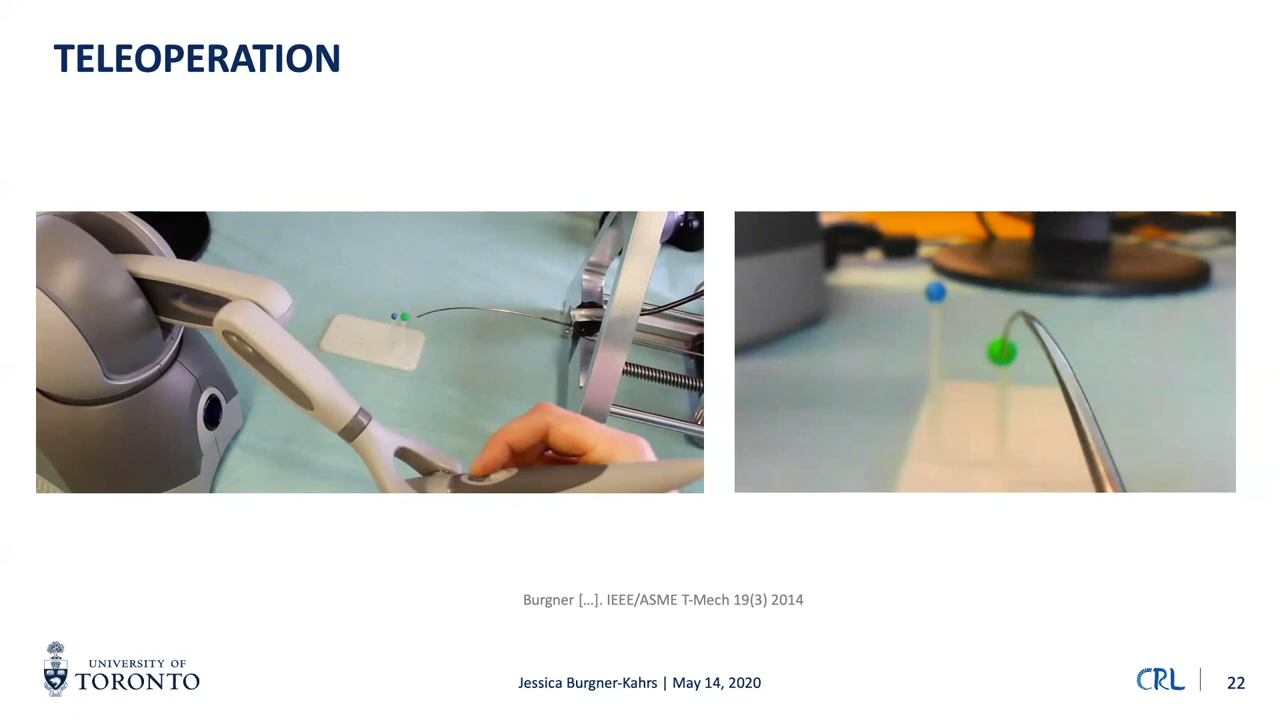 TELEOPERATION
Burgner [...]. IEEE/ASME T-Mech 19(3) 2014
UNIVERSITY OF
TORONTO
Jessica Burgner-Kahrs | May 14, 2020
CRL
22